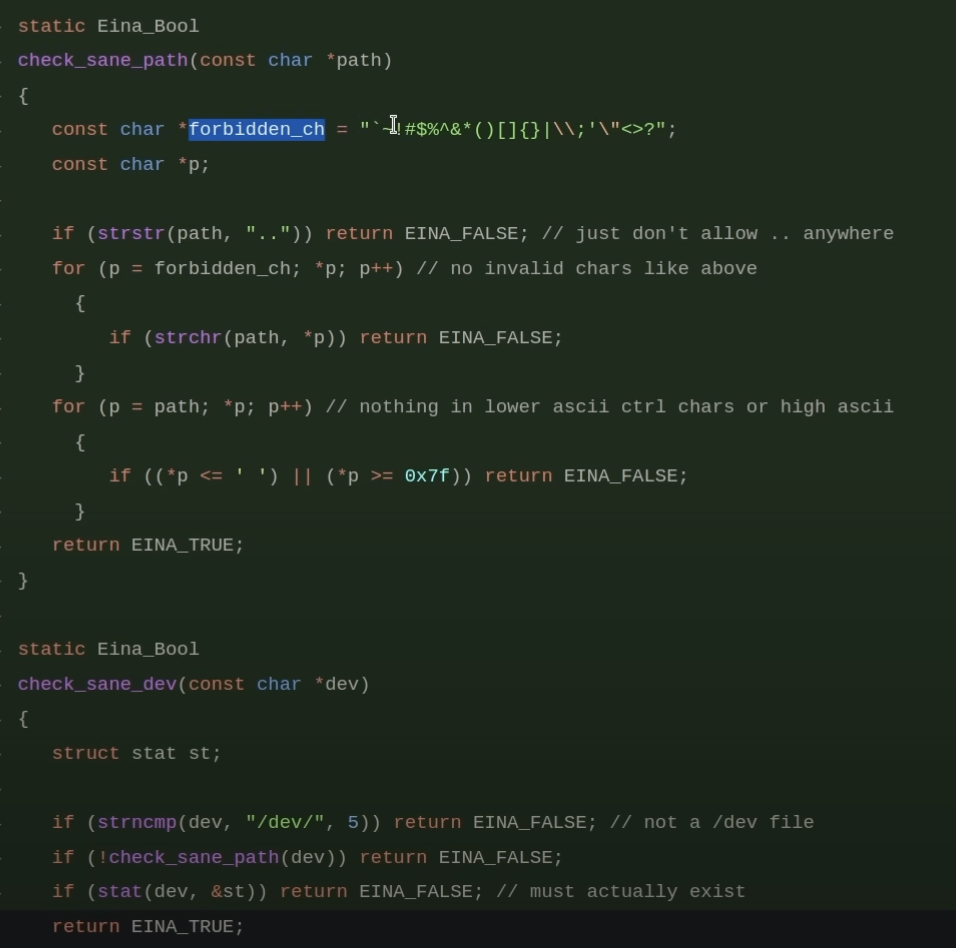 static Eina_Bool
check_sane_path(const char *path)
{
   const char *forbidden_ch = "`~!#$%^&*()[]{}|\\;'\"<>?";
   const char *p;

   if (strstr(path, "..")) return EINA_FALSE; // just don't allow .. anywhere
   for (p = forbidden_ch; *p; p++) // no invalid chars like above
     {
        if (strchr(path, *p)) return EINA_FALSE;
     }
   for (p = path; *p; p++) // nothing in lower ascii ctrl chars or high ascii
     {
        if ((*p <= ' ') || (*p >= 0x7f)) return EINA_FALSE;
     }
   return EINA_TRUE;
}

static Eina_Bool
check_sane_dev(const char *dev)
{
   struct stat st;

   if (strncmp(dev, "/dev/", 5)) return EINA_FALSE; // not a /dev file
   if (!check_sane_path(dev)) return EINA_FALSE;
   if (stat(dev, &st)) return EINA_FALSE; // must actually exist
   return EINA_TRUE;